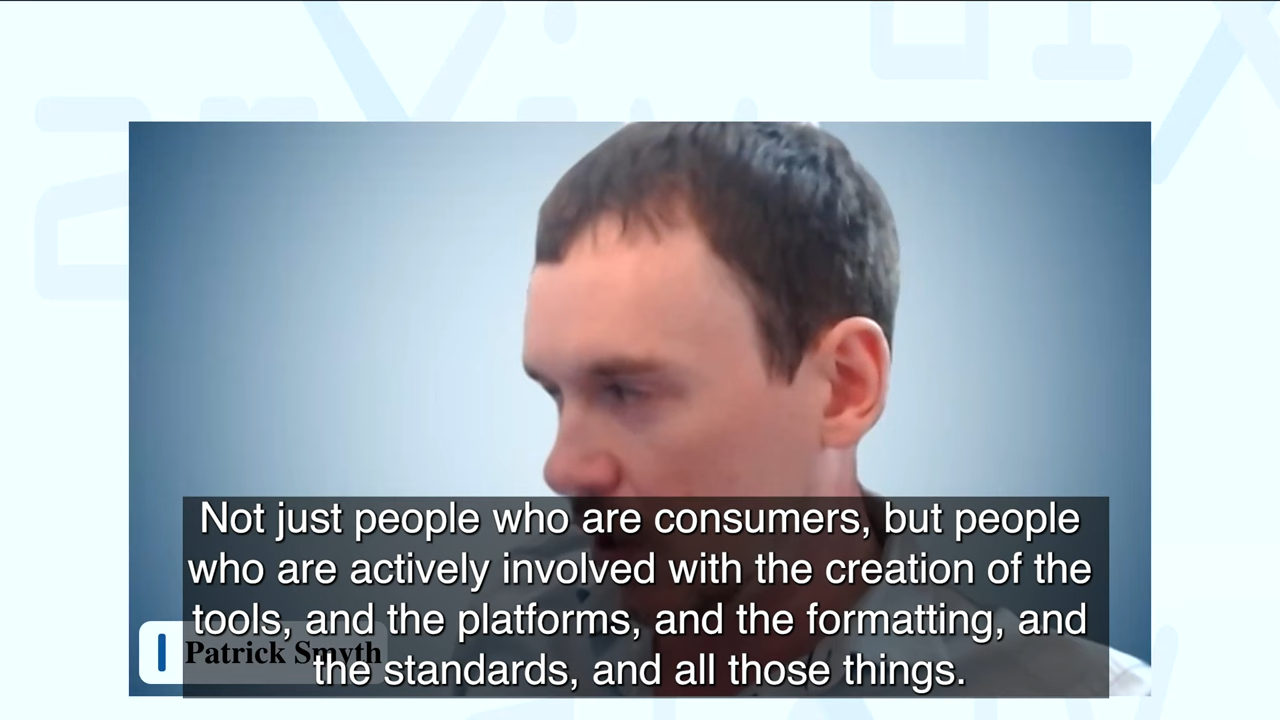 Not just people who are consumers, but people
who are actively involved with the creation of the
tools, and the platforms, and the formatting, and
the standards, and all those things.
Patrick Smyth